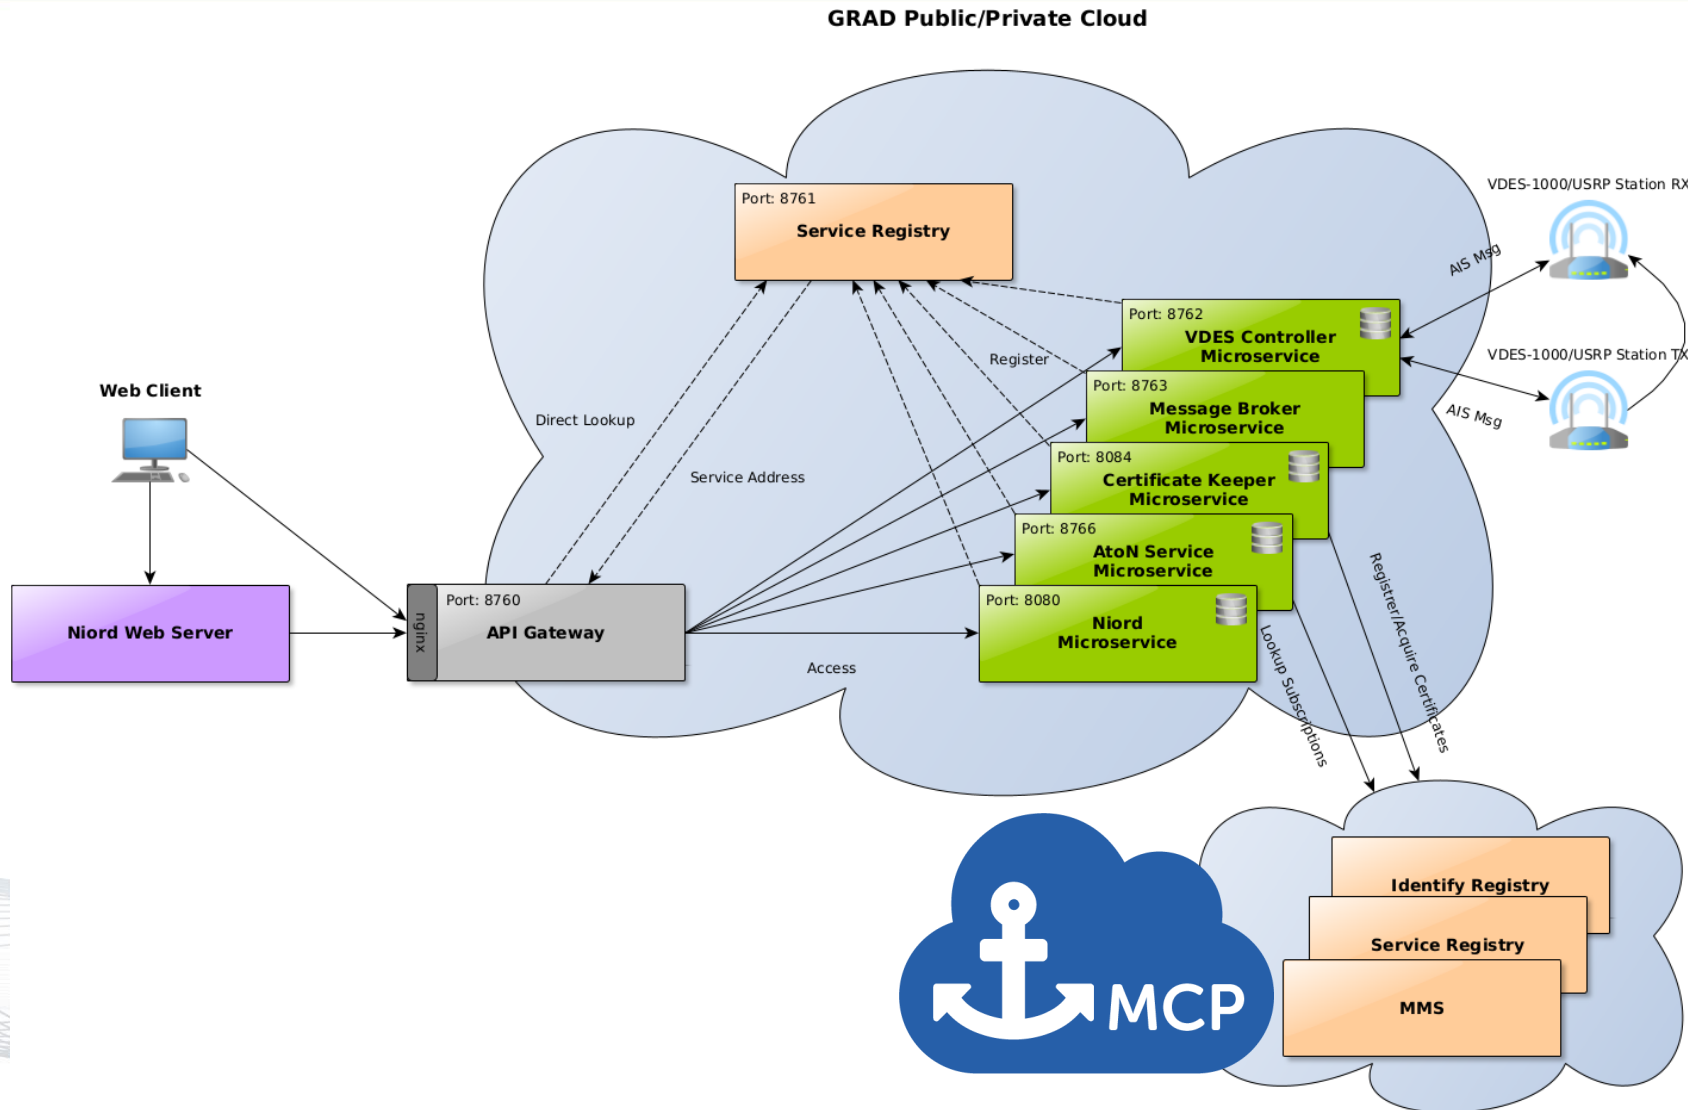 GRAD Public/Private Cloud
Port: 8761
Service Registry
VDES-1000/USRP Station RX
AIS Msg
Port: 8762
VDES Controller
Microservice
VDES-1000/USRP Station TX
AIS Msg
Register
Port: 8763
Message Broker
Microservice
Web Client
Direct Lookup
Port: 8084
Certificate Keeper
Microservice
Service Address
Port: 8766
AtoN Service
Microservice
Niord Web Server
nginx
Port: 8760
API Gateway
Port: 8080
Niord
Microservice
Access
Lookup Subscriptions
Registrer/Acquire Certificates
Identify Registry
Service Registry
MMS
MCP